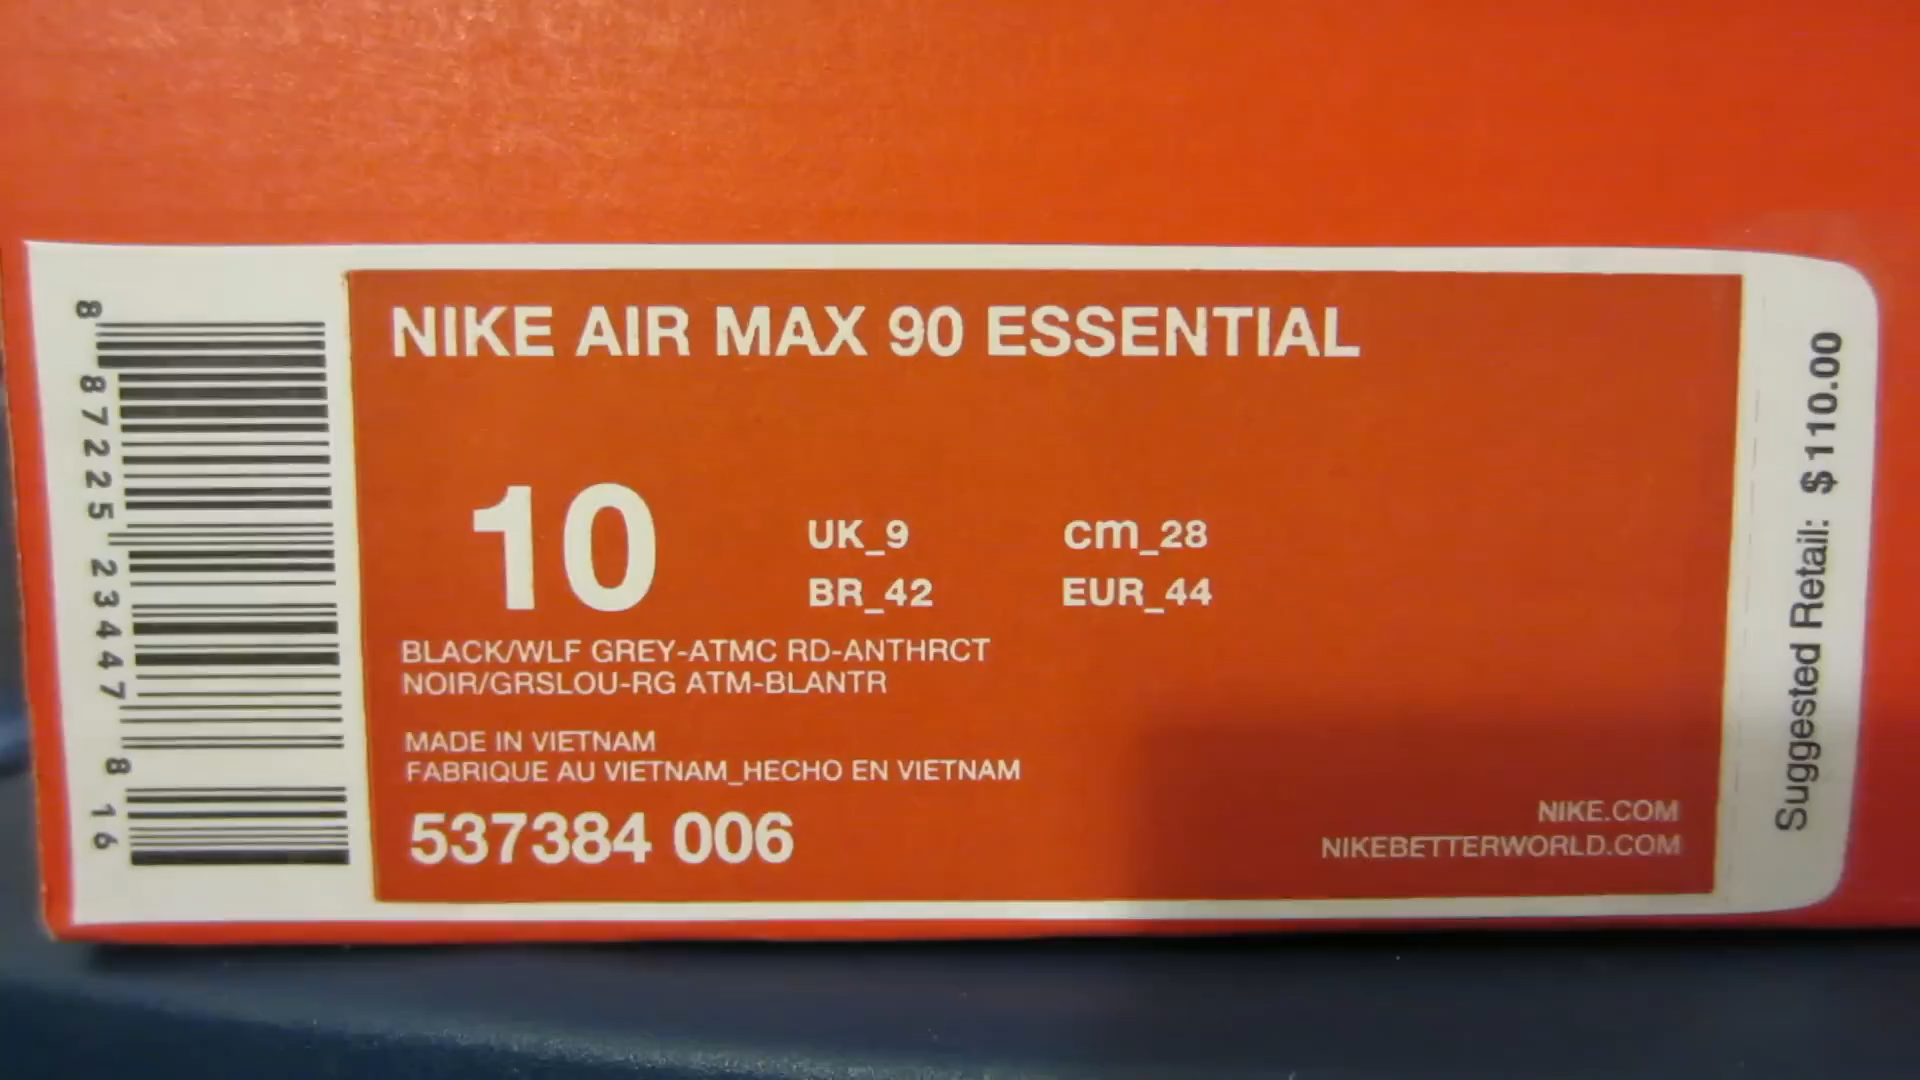 NIKE AIR MAX 90 ESSENTIAL
10
UK_9 cm_28
BR_42 EUR_44
BLACK/WLF GREY-ATMC RD-ANTHRCT
NOIR/GRSLOU-RG ATM-BLANTR
MADE IN VIETNAM
FABRIQUE AU VIETNAM_HECHO EN VIETNAM
537384 006
NIKE.COM
NIKEBETTERWORLD.COM
8 87225 23447 8 16
Suggested Retail: $110.00